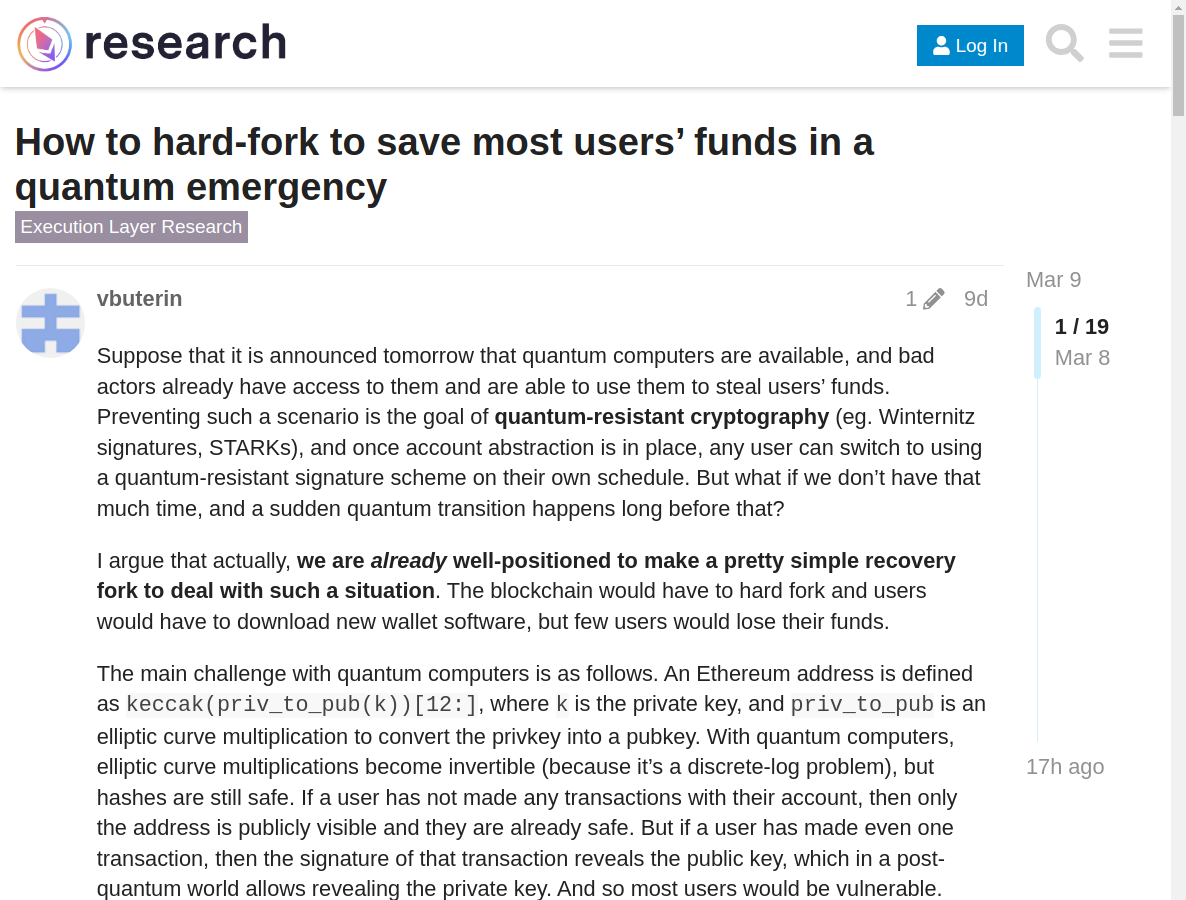 research
Log In
How to hard-fork to save most users’ funds in a
quantum emergency
Execution Layer Research
Mar 9
vbuterin
1
9d
1 / 19
Mar 8
Suppose that it is announced tomorrow that quantum computers are available, and bad
actors already have access to them and are able to use them to steal users’ funds.
Preventing such a scenario is the goal of quantum-resistant cryptography (eg. Winternitz
signatures, STARKs), and once account abstraction is in place, any user can switch to using
a quantum-resistant signature scheme on their own schedule. But what if we don’t have that
much time, and a sudden quantum transition happens long before that?
I argue that actually, we are already well-positioned to make a pretty simple recovery
fork to deal with such a situation. The blockchain would have to hard fork and users
would have to download new wallet software, but few users would lose their funds.
The main challenge with quantum computers is as follows. An Ethereum address is defined
as keccak(priv_to_pub(k))[12:], where k is the private key, and priv_to_pub is an
elliptic curve multiplication to convert the privkey into a pubkey. With quantum computers,
elliptic curve multiplications become invertible (because it’s a discrete-log problem), but
hashes are still safe. If a user has not made any transactions with their account, then only
the address is publicly visible and they are already safe. But if a user has made even one
transaction, then the signature of that transaction reveals the public key, which in a post-
quantum world allows revealing the private key. And so most users would be vulnerable.
17h ago